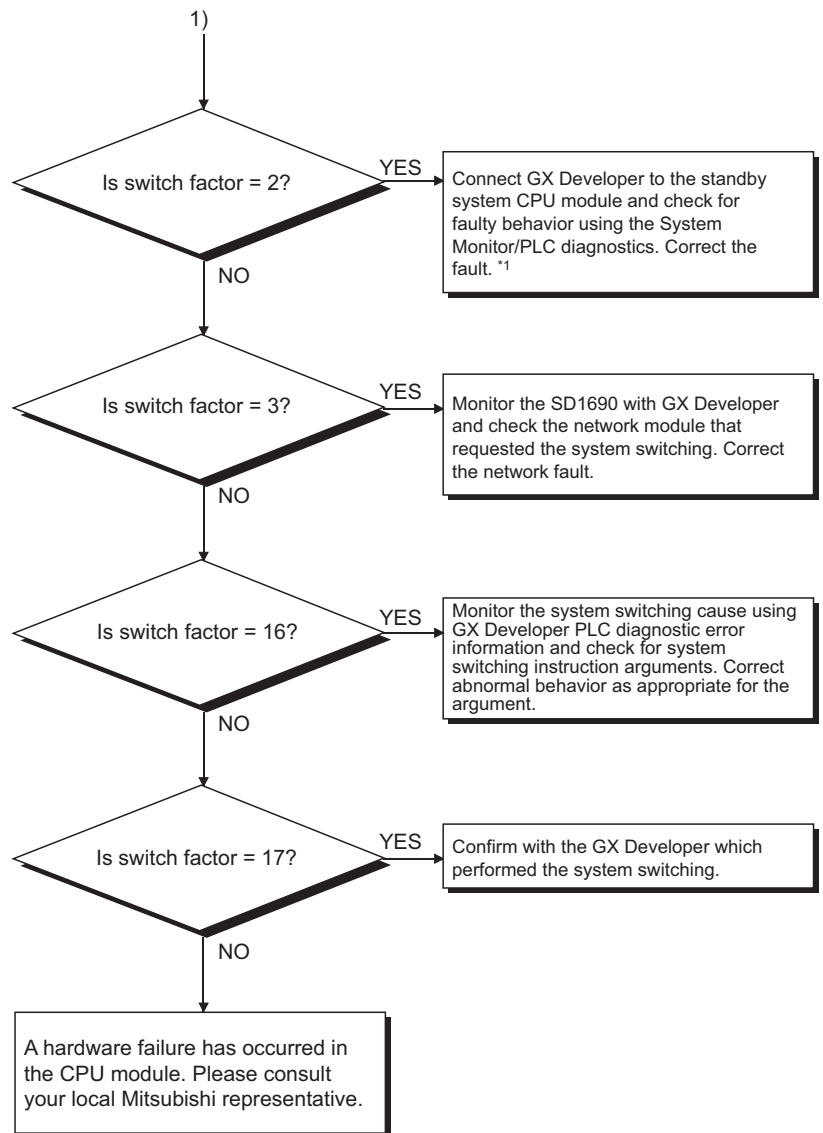 1)
Is switch factor = 2?
YES
Connect GX Developer to the standby
system CPU module and check for
faulty behavior using the System
Monitor/PLC diagnostics. Correct the
fault. *1
NO
Is switch factor = 3?
YES
Monitor the SD1690 with GX Developer
and check the network module that
requested the system switching. Correct
the network fault.
NO
Is switch factor = 16?
YES
Monitor the system switching cause using
GX Developer PLC diagnostic error
information and check for system
switching instruction arguments. Correct
abnormal behavior as appropriate for the
argument.
NO
Is switch factor = 17?
YES
Confirm with the GX Developer which
performed the system switching.
NO
A hardware failure has occurred in
the CPU module. Please consult
your local Mitsubishi representative.